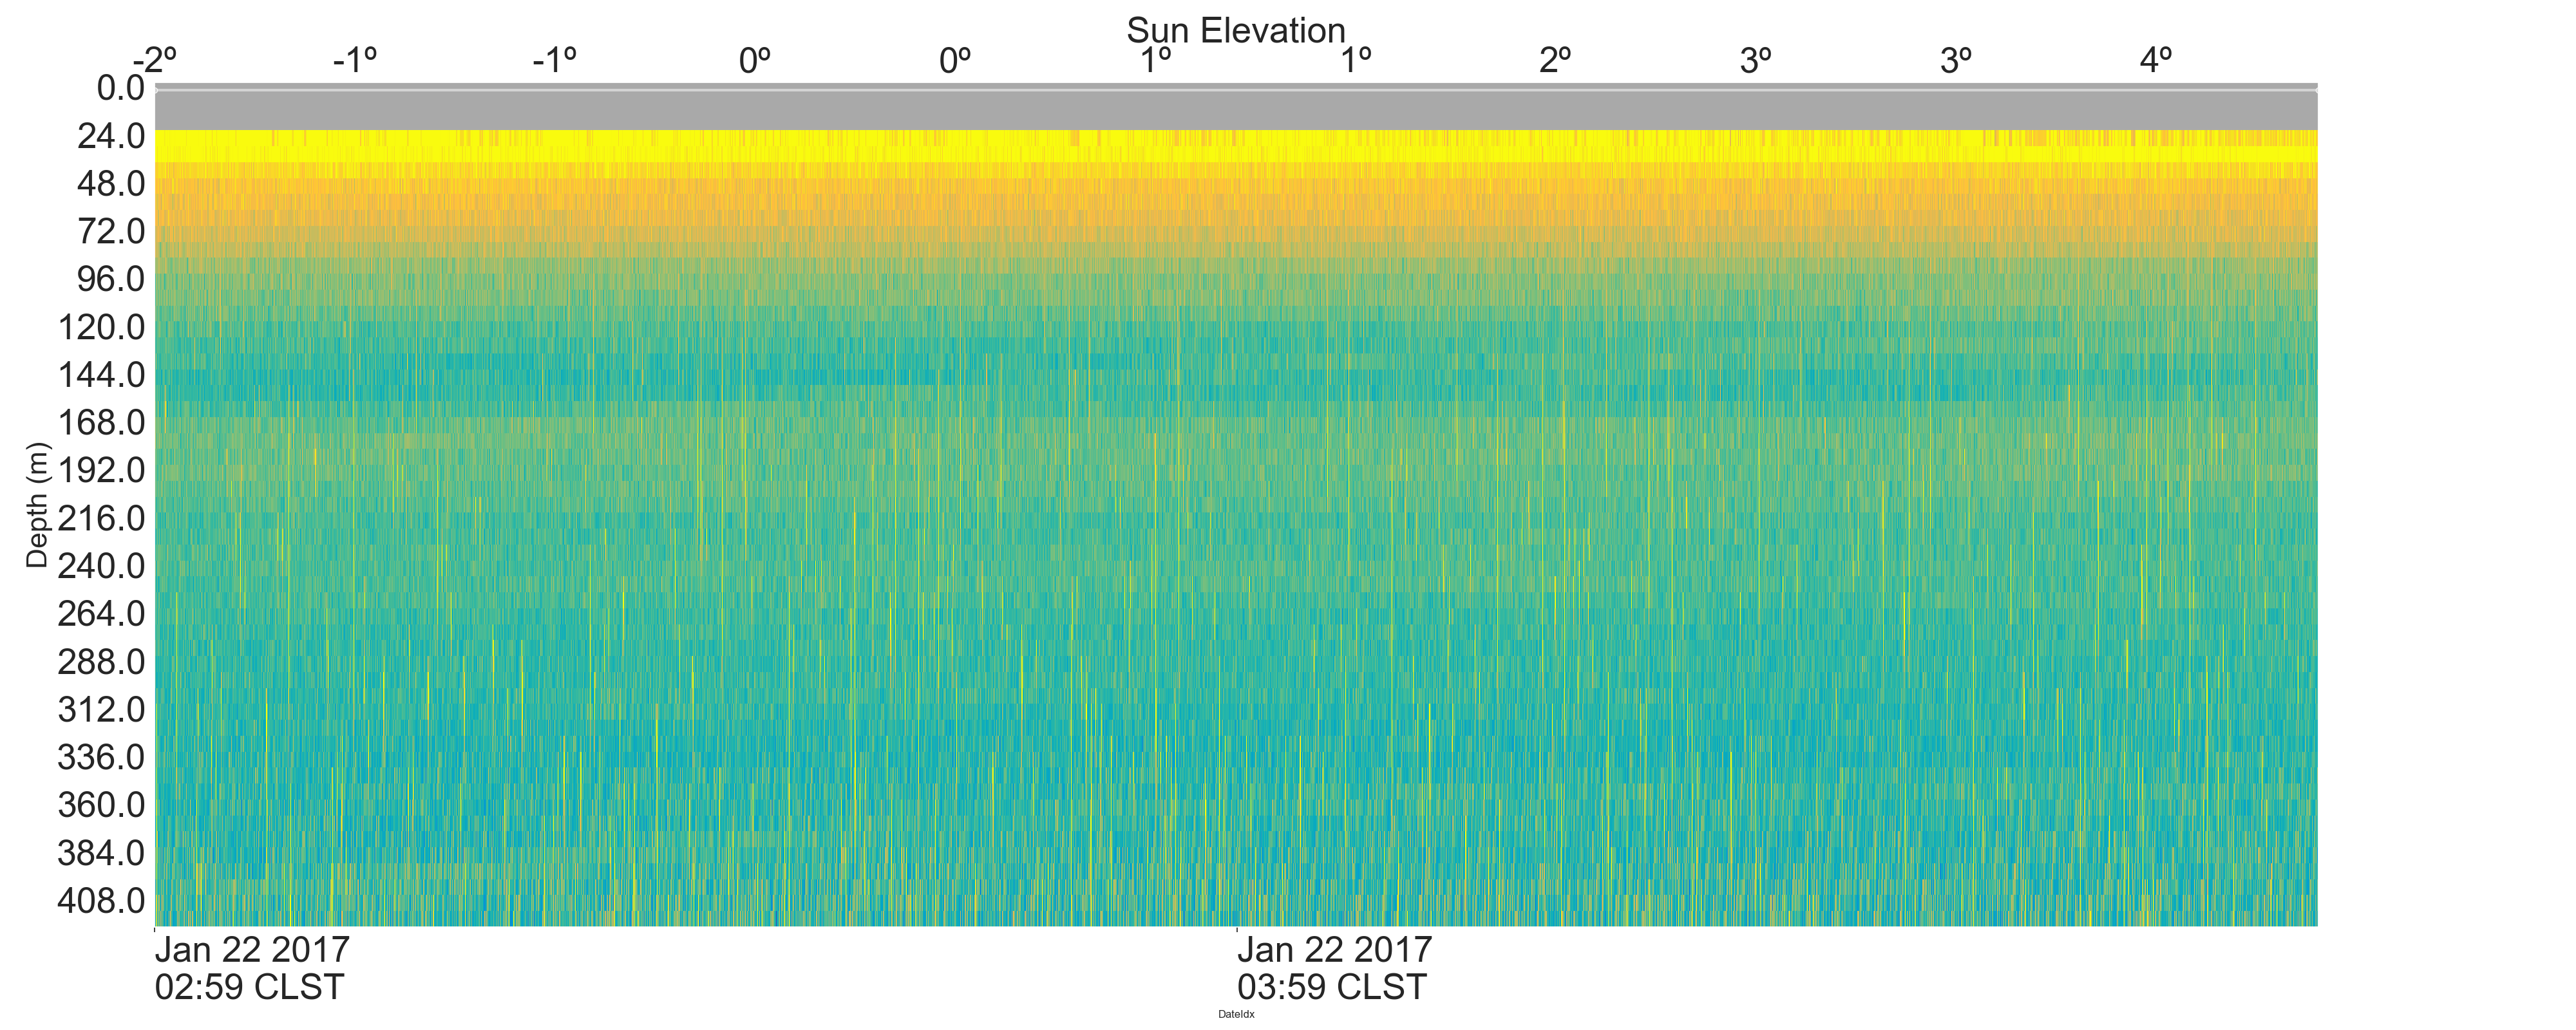 Sun Elevation
-2º -1º -1º 0º 0º 1º 1º 2º 3º 3º 4º
0.0
24.0
48.0
72.0
96.0
120.0
144.0
168.0
192.0
216.0
240.0
264.0
288.0
312.0
336.0
360.0
384.0
408.0
Depth (m)
Jan 22 2017
02:59 CLST
Jan 22 2017
03:59 CLST
DateIdx